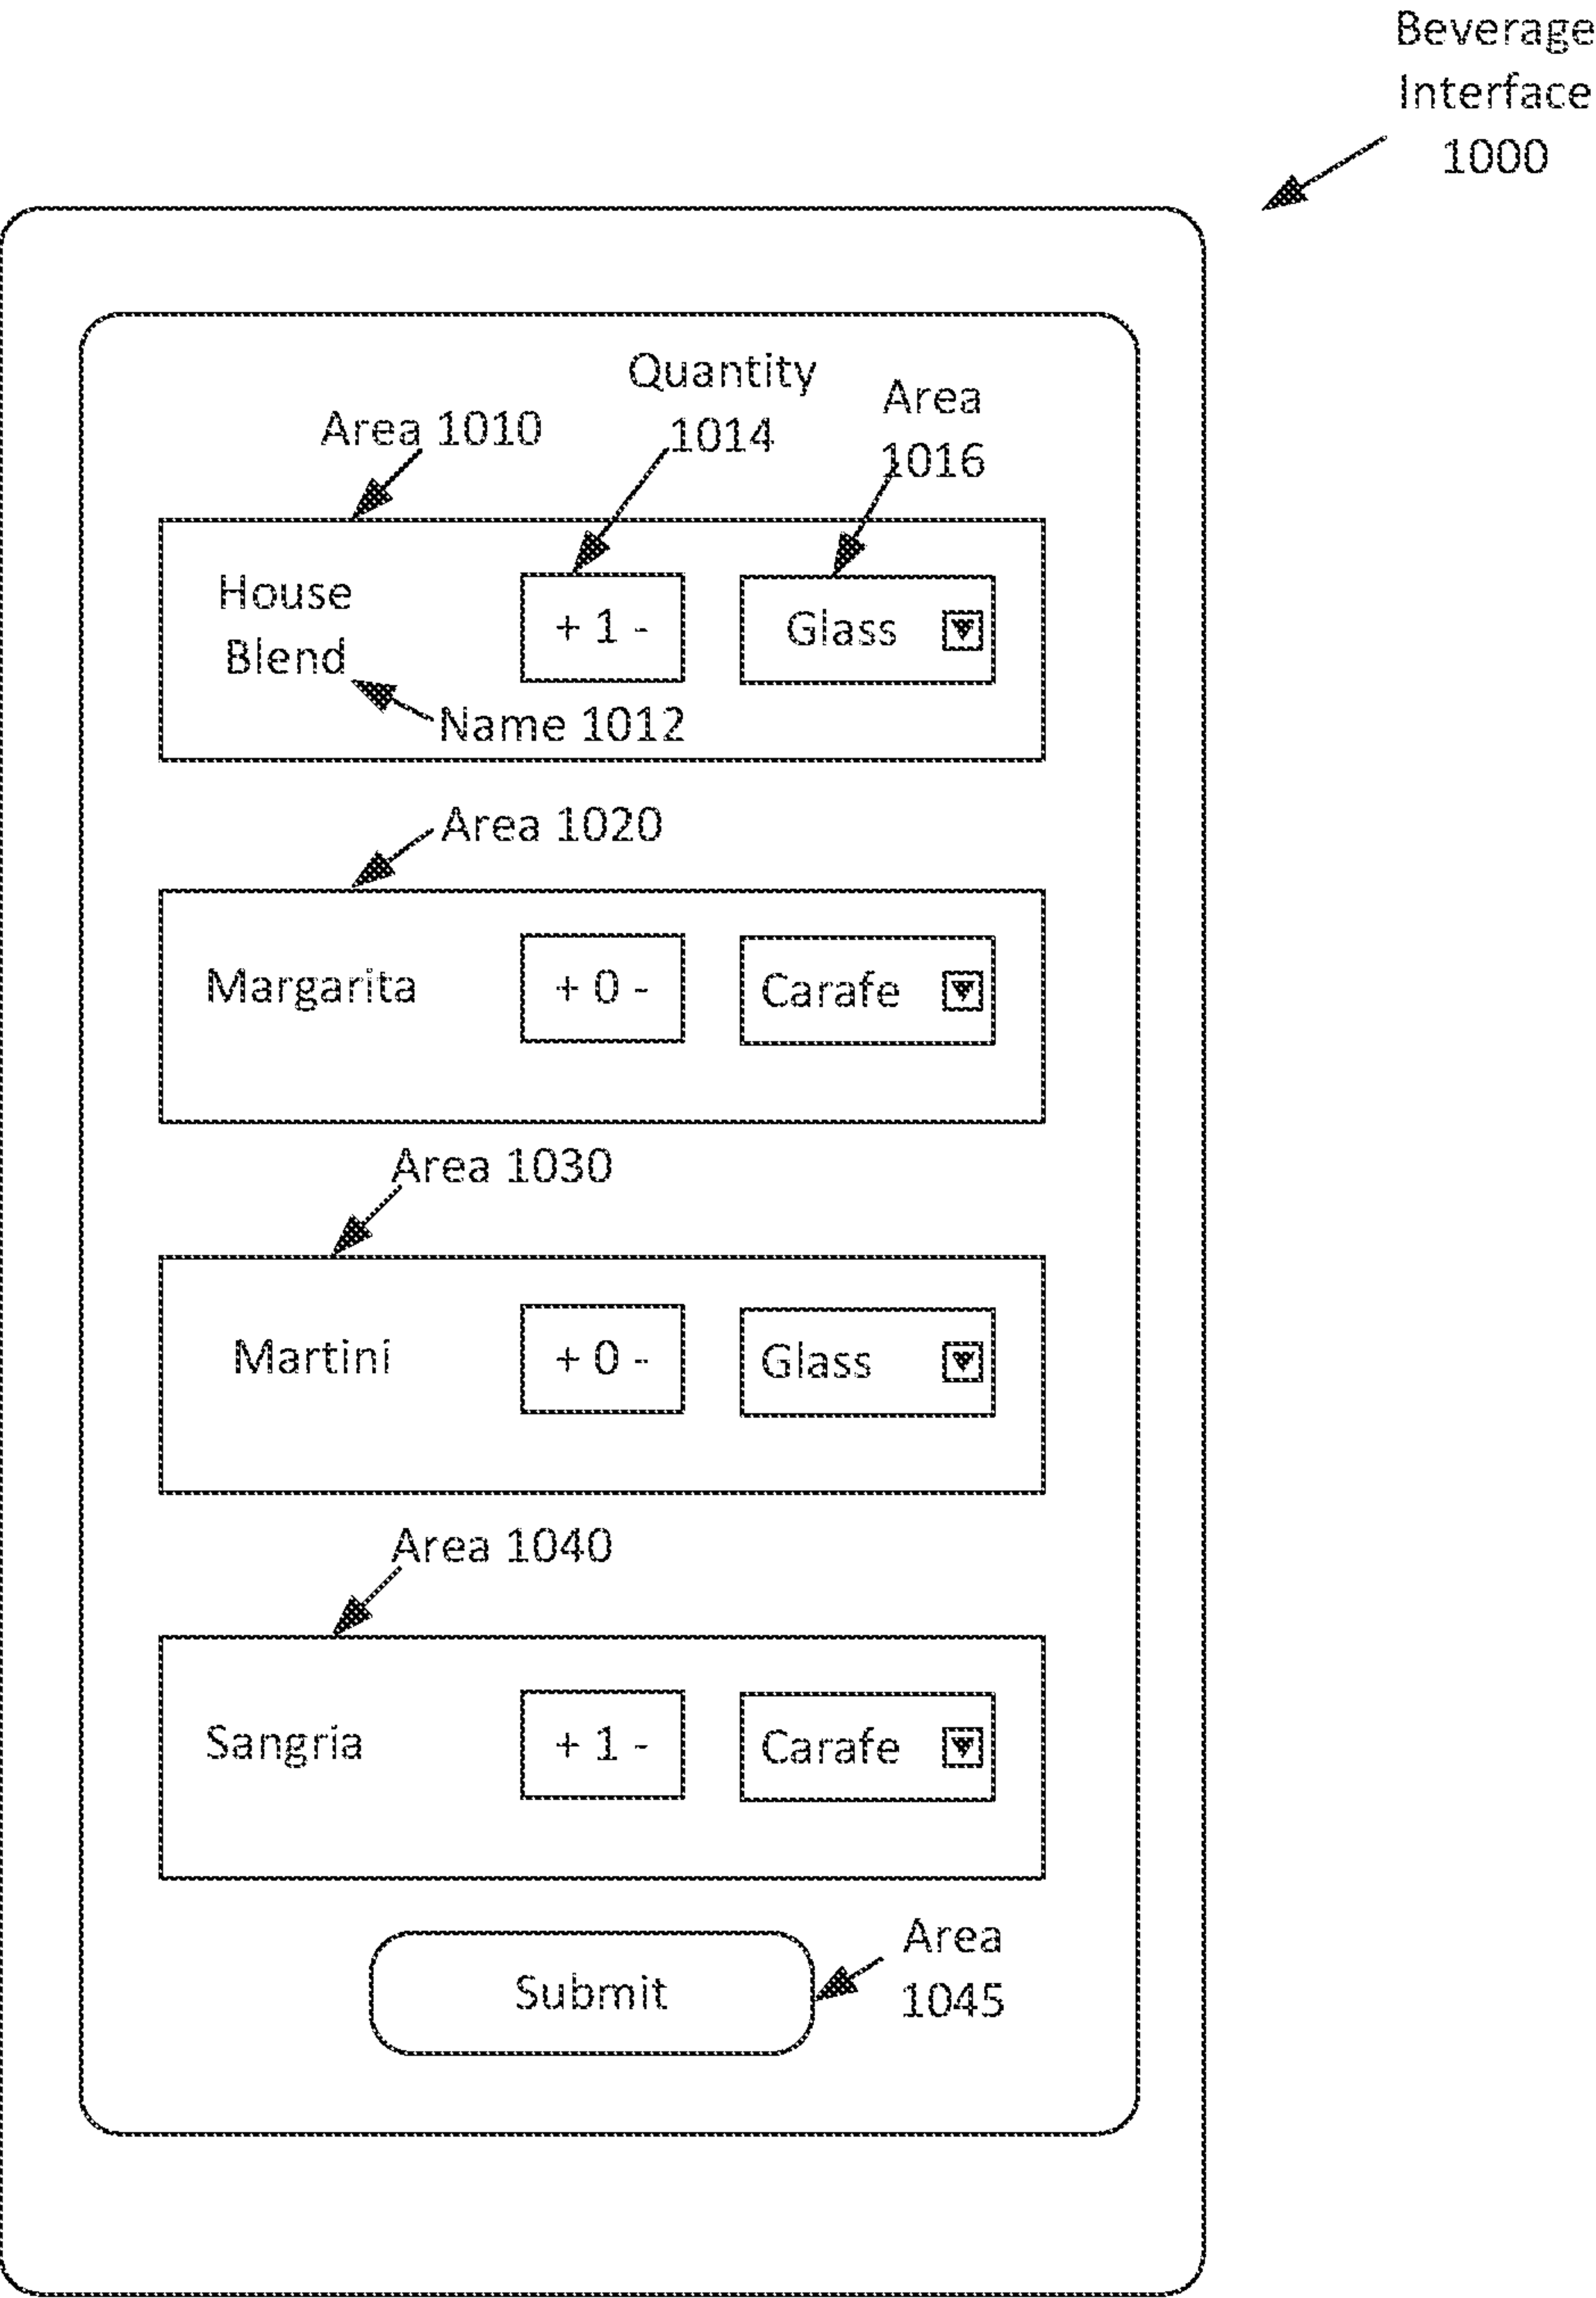 Beverage
Interface
1000
Quantity
1014
Area
1016
Area 1010
House
Blend
+ 1 -
Glass
Name 1012
Area 1020
Margarita
+ 0 -
Carafe
Area 1030
Martini
+ 0 -
Glass
Area 1040
Sangria
+ 1 -
Carafe
Submit
Area
1045